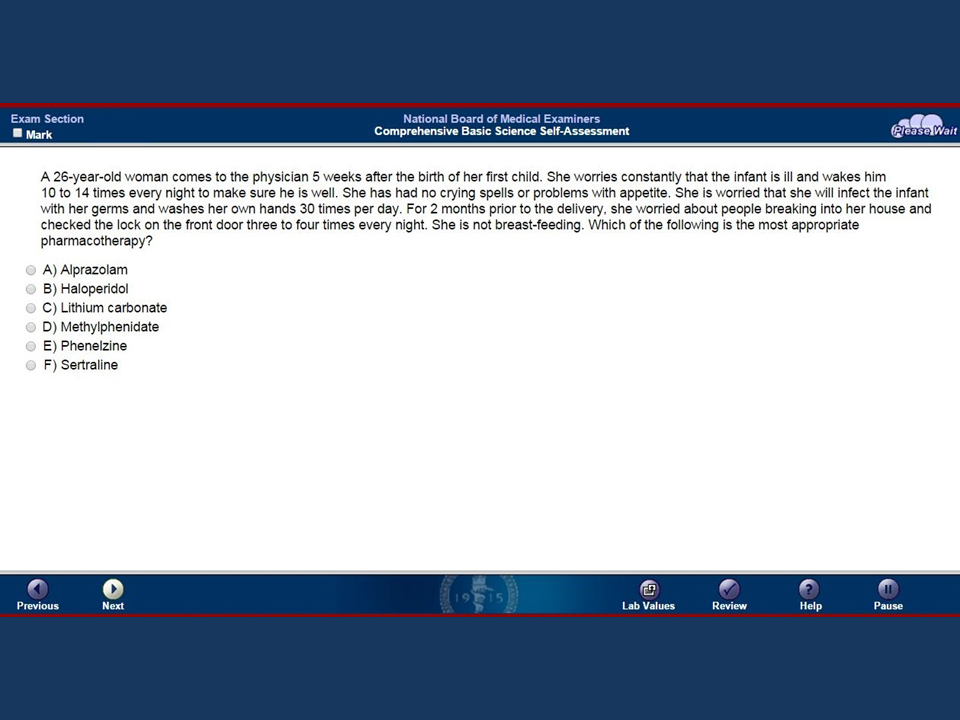 Exam Section
Mark
National Board of Medical Examiners
Comprehensive Basic Science Self-Assessment
Please Wait
A 26-year-old woman comes to the physician 5 weeks after the birth of her first child. She worries constantly that the infant is ill and wakes him
10 to 14 times every night to make sure he is well. She has had no crying spells or problems with appetite. She is worried that she will infect the infant
with her germs and washes her own hands 30 times per day. For 2 months prior to the delivery, she worried about people breaking into her house and
checked the lock on the front door three to four times every night. She is not breast-feeding. Which of the following is the most appropriate
pharmacotherapy?
A) Alprazolam
B) Haloperidol
C) Lithium carbonate
D) Methylphenidate
E) Phenelzine
F) Sertraline
1915
Previous
Next
Lab Values
Review
Help
Pause